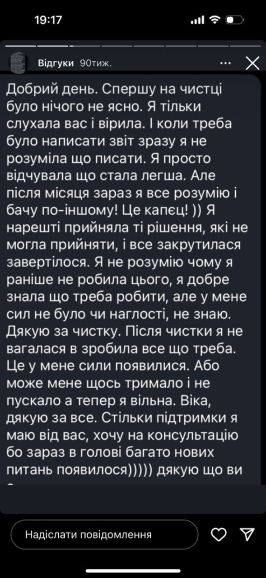 19:17
Відгуки 90тиж.
Добрий день. Спершу на чистці
було нічого не ясно. Я тільки
слухала вас і вірила. І коли треба
було написати звіт зразу я не
розуміла що писати. Я просто
відчувала що стала легша. Але
після місяця зараз я все розумію і
бачу по-іншому! Це капєц! )) Я
нарешті прийняла ті рішення, які не
могла прийняти, і все закрутилася
завертілося. Я не розумію чому я
раніше не робила цього, я добре
знала що треба робити, але у мене
сил не було чи наглості, не знаю.
Дякую за чистку. Після чистки я не
вагалася в зробила все що треба.
Це у мене сили появилися. Або
може мене щось тримало і не
пускало а тепер я вільна. Віка,
дякую за все. Стільки підтримки я
маю від вас, хочу на консультацію
бо зараз в голові багато нових
питань появилося))))) дякую що ви
Надіслати повідомлення